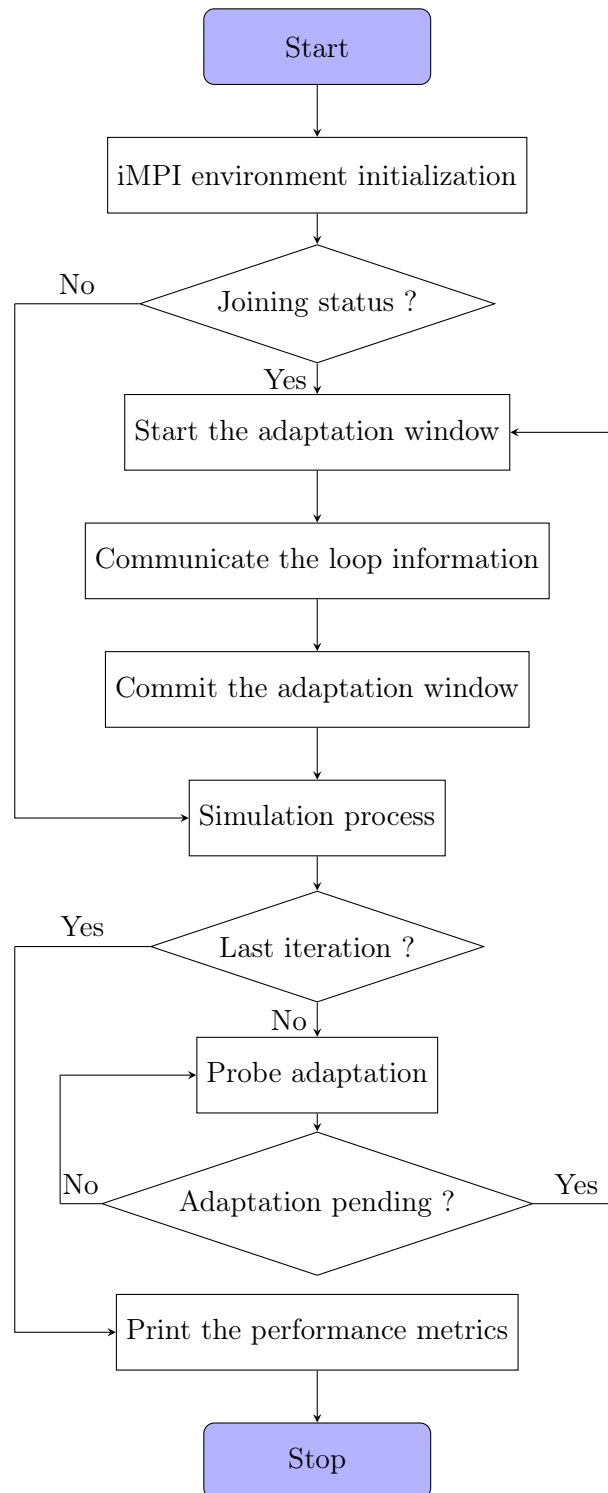 Start
iMPI environment initialization
No
Joining status ?
Yes
Start the adaptation window
Communicate the loop information
Commit the adaptation window
Simulation process
Yes
Last iteration ?
No
Probe adaptation
No
Adaptation pending ?
Yes
Print the performance metrics
Stop